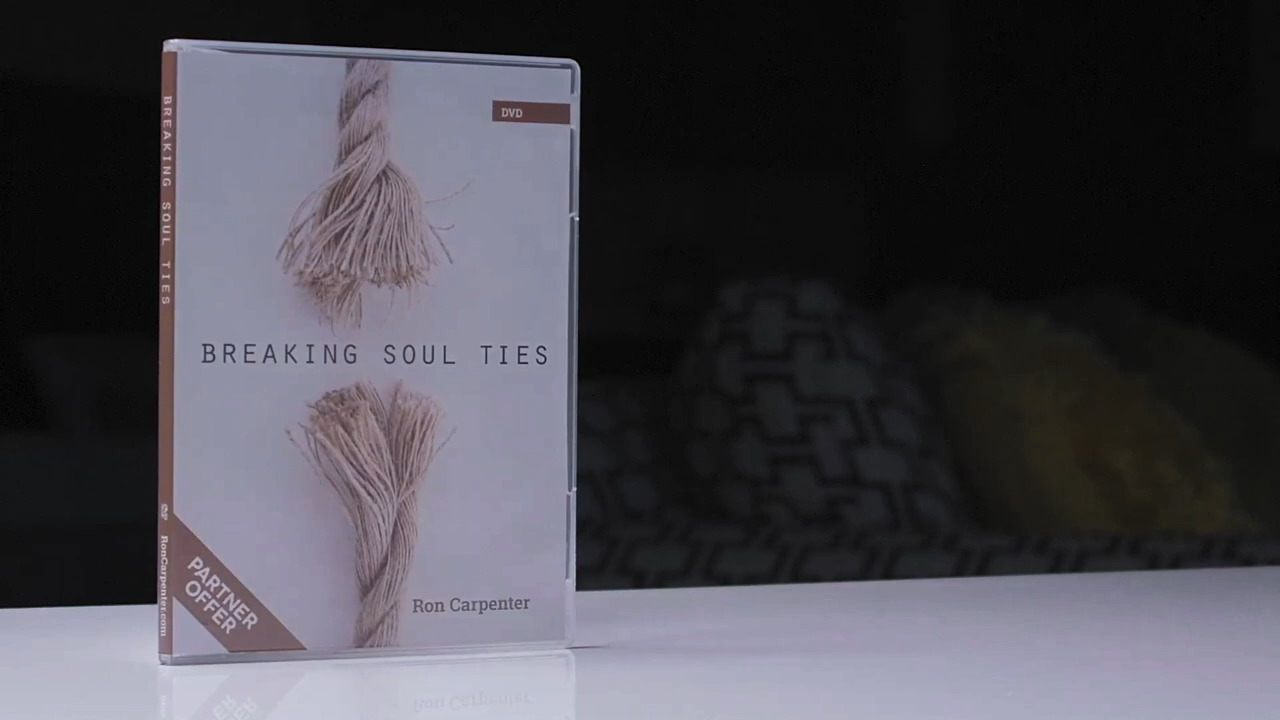 BREAKING SOUL TIES
RonCarpenter.com
DVD
BREAKING SOUL TIES
PARTNER
OFFER
Ron Carpenter